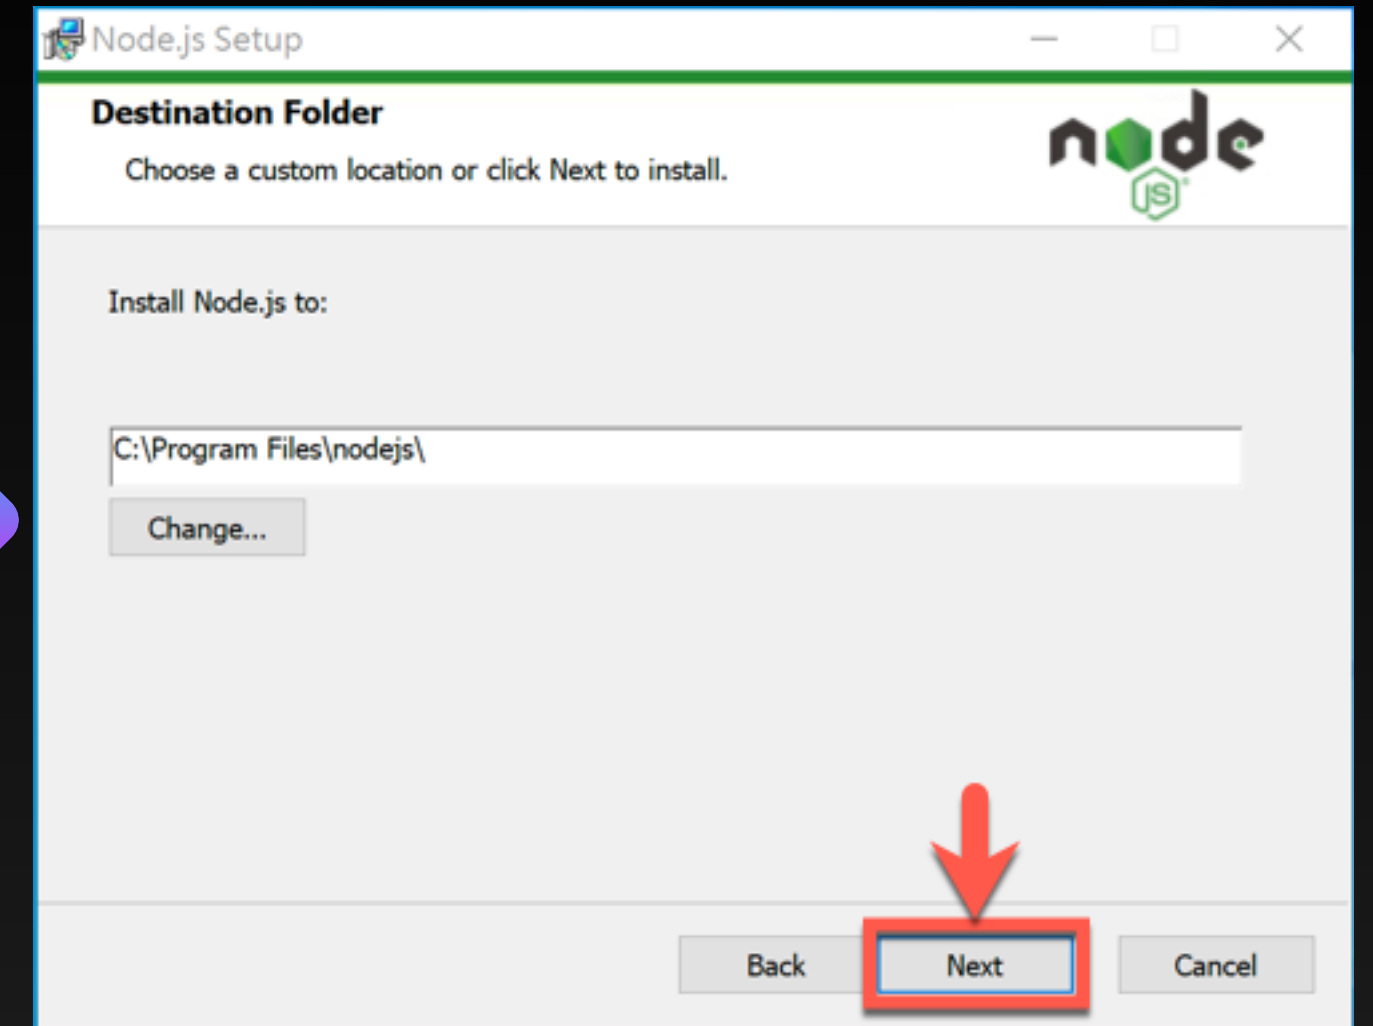 Node.js Setup
Destination Folder
Choose a custom location or click Next to install.
node
JS
Install Node.js to:
C:\Program Files\nodejs\
Change...
Back
Next
Cancel